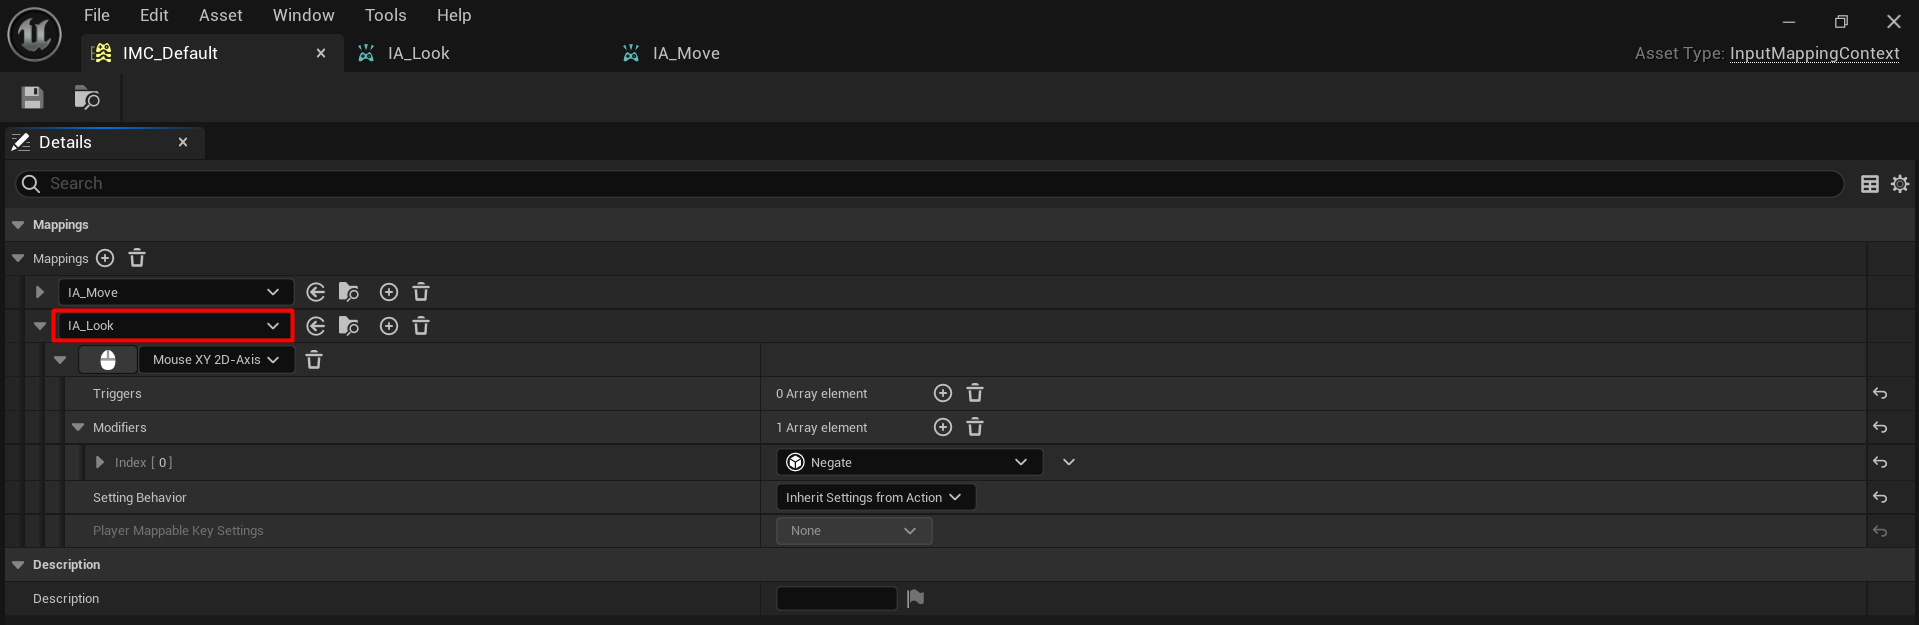 File Edit Asset Window Tools Help
IMC_Default IA_Look IA_Move Asset Type: InputMappingContext
Details
Search
Mappings
Mappings
IA_Move
IA_Look
Mouse XY 2D-Axis
Triggers 0 Array element
Modifiers 1 Array element
Index [ 0 ] Negate
Setting Behavior Inherit Settings from Action
Player Mappable Key Settings None
Description
Description